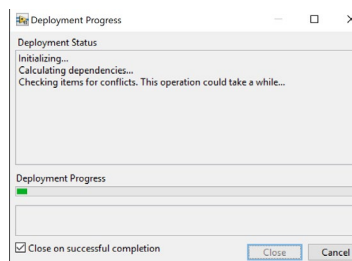 Deployment Progress
Deployment Status
Initializing...
Calculating dependencies...
Checking items for conflicts. This operation could take a while...
Deployment Progress
Close on successful completion
Close
Cancel